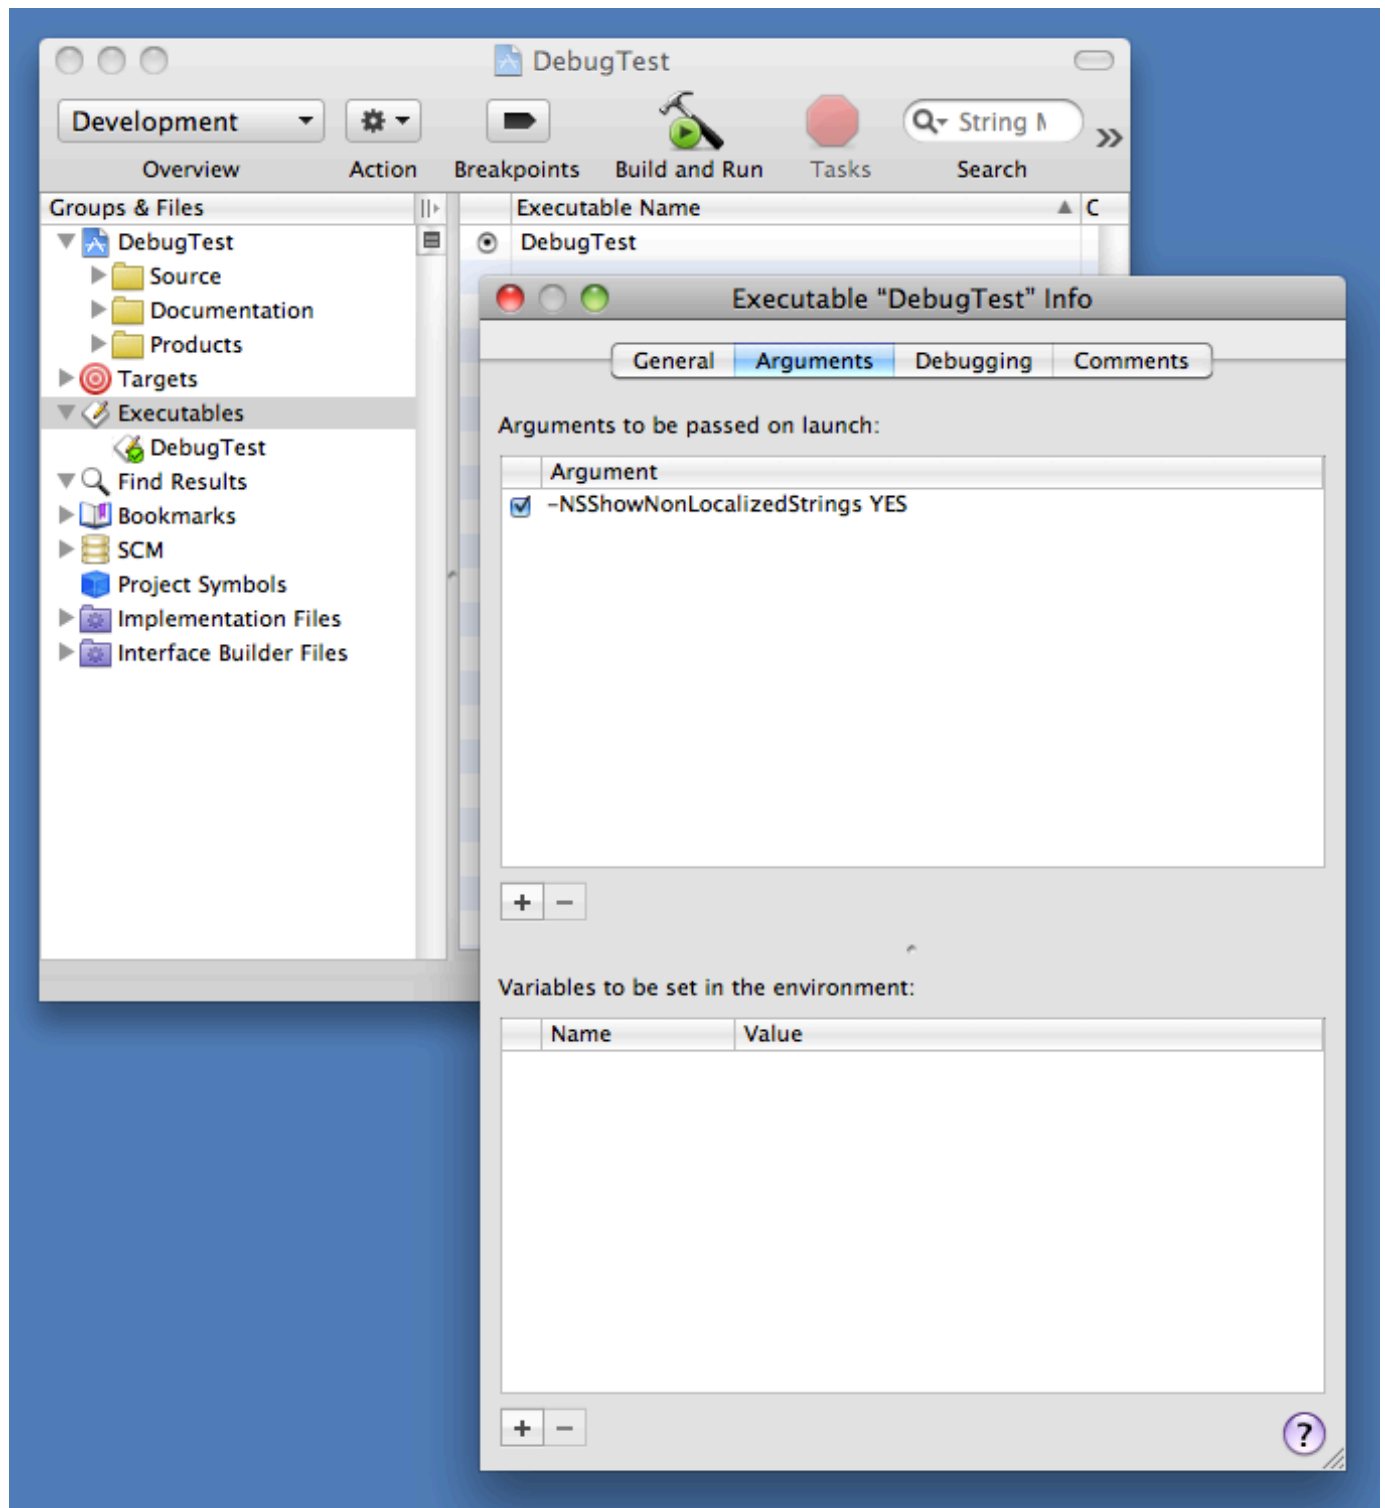 DebugTest
Development
Overview
Action
Breakpoints
Build and Run
Tasks
String
Search
Groups & Files
DebugTest
Source
Documentation
Products
Targets
Executables
DebugTest
Find Results
Bookmarks
SCM
Project Symbols
Implementation Files
Interface Builder Files
Executable Name
C
DebugTest
Executable "DebugTest" Info
General Arguments Debugging Comments
Arguments to be passed on launch:
Argument
-NSShowNonLocalizedStrings YES
+ −
Variables to be set in the environment:
Name Value
+ −
?